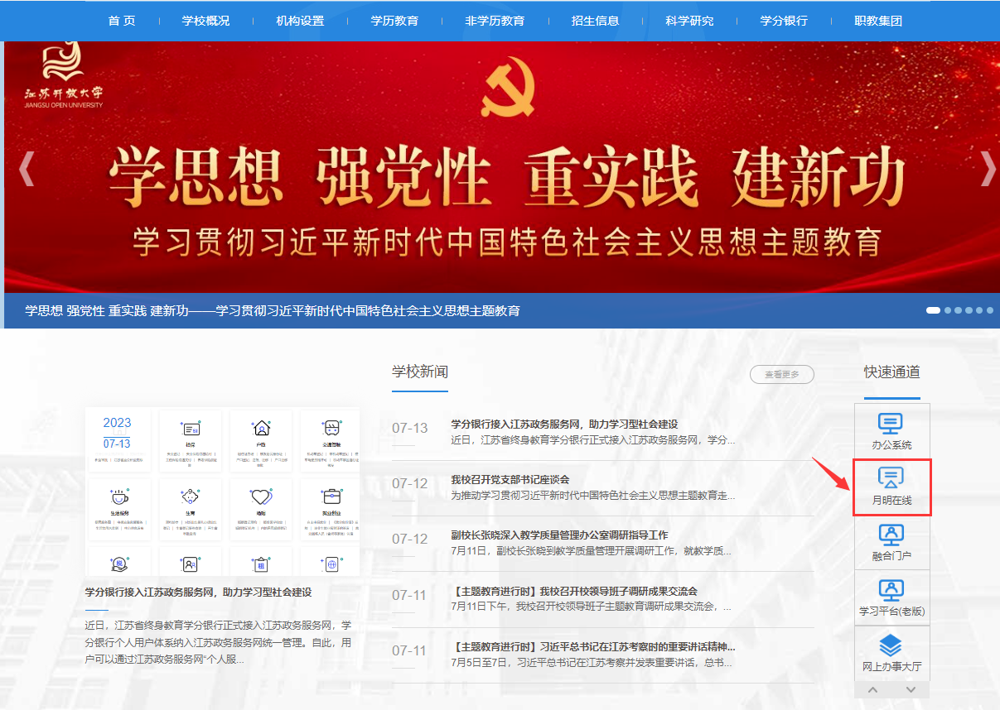 首 页 学校概况 机构设置 学历教育 非学历教育 招生信息 科学研究 学分银行 职教集团
江苏开放大学
JIANGSU OPEN UNIVERSITY
学思想 强党性 重实践 建新功
学习贯彻习近平新时代中国特色社会主义思想主题教育
学思想 强党性 重实践 建新功——学习贯彻习近平新时代中国特色社会主义思想主题教育
2023
07-13
社保
户籍
交通驾驶
生活服务
生育
婚姻
就业创业
学分银行接入江苏政务服务网，助力学习型社会建设
近日，江苏省终身教育学分银行正式接入江苏政务服务网，学
分银行个人用户体系纳入江苏政务服务网统一管理。自此，用
户可以通过江苏政务服务网“个人服...
学校新闻
查看更多
07-13
学分银行接入江苏政务服务网，助力学习型社会建设
近日，江苏省终身教育学分银行正式接入江苏政务服务网，学分...
07-12
我校召开党支部书记座谈会
为推动学习贯彻习近平新时代中国特色社会主义思想主题教育走...
07-12
副校长张晓深入教学质量管理办公室调研指导工作
7月11日，副校长张晓到教学质量管理开展调研工作，就教学质...
07-11
【主题教育进行时】我校召开校领导班子调研成果交流会
7月11日下午，我校召开校领导班子主题教育调研成果交流会，...
07-11
【主题教育进行时】习近平总书记在江苏考察时的重要讲话精神...
7月5日至7日，习近平总书记在江苏考察并发表重要讲话，总书...
快速通道
办公系统
月明在线
融合门户
学习平台(老版)
网上办事大厅